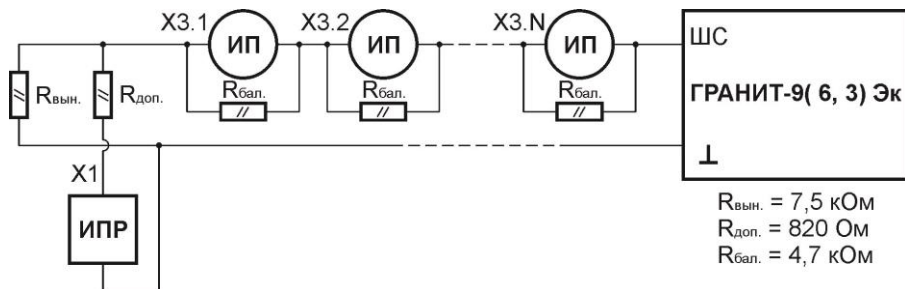 X3.1 X3.2 X3.N
ИП ИП ИП ШС
Rвын. Rдоп. Rбал. Rбал. Rбал. ГРАНИТ-9( 6, 3) Эк
⊥
X1
ИПР
Rвын. = 7,5 кОм
Rдоп. = 820 Ом
Rбал. = 4,7 кОм